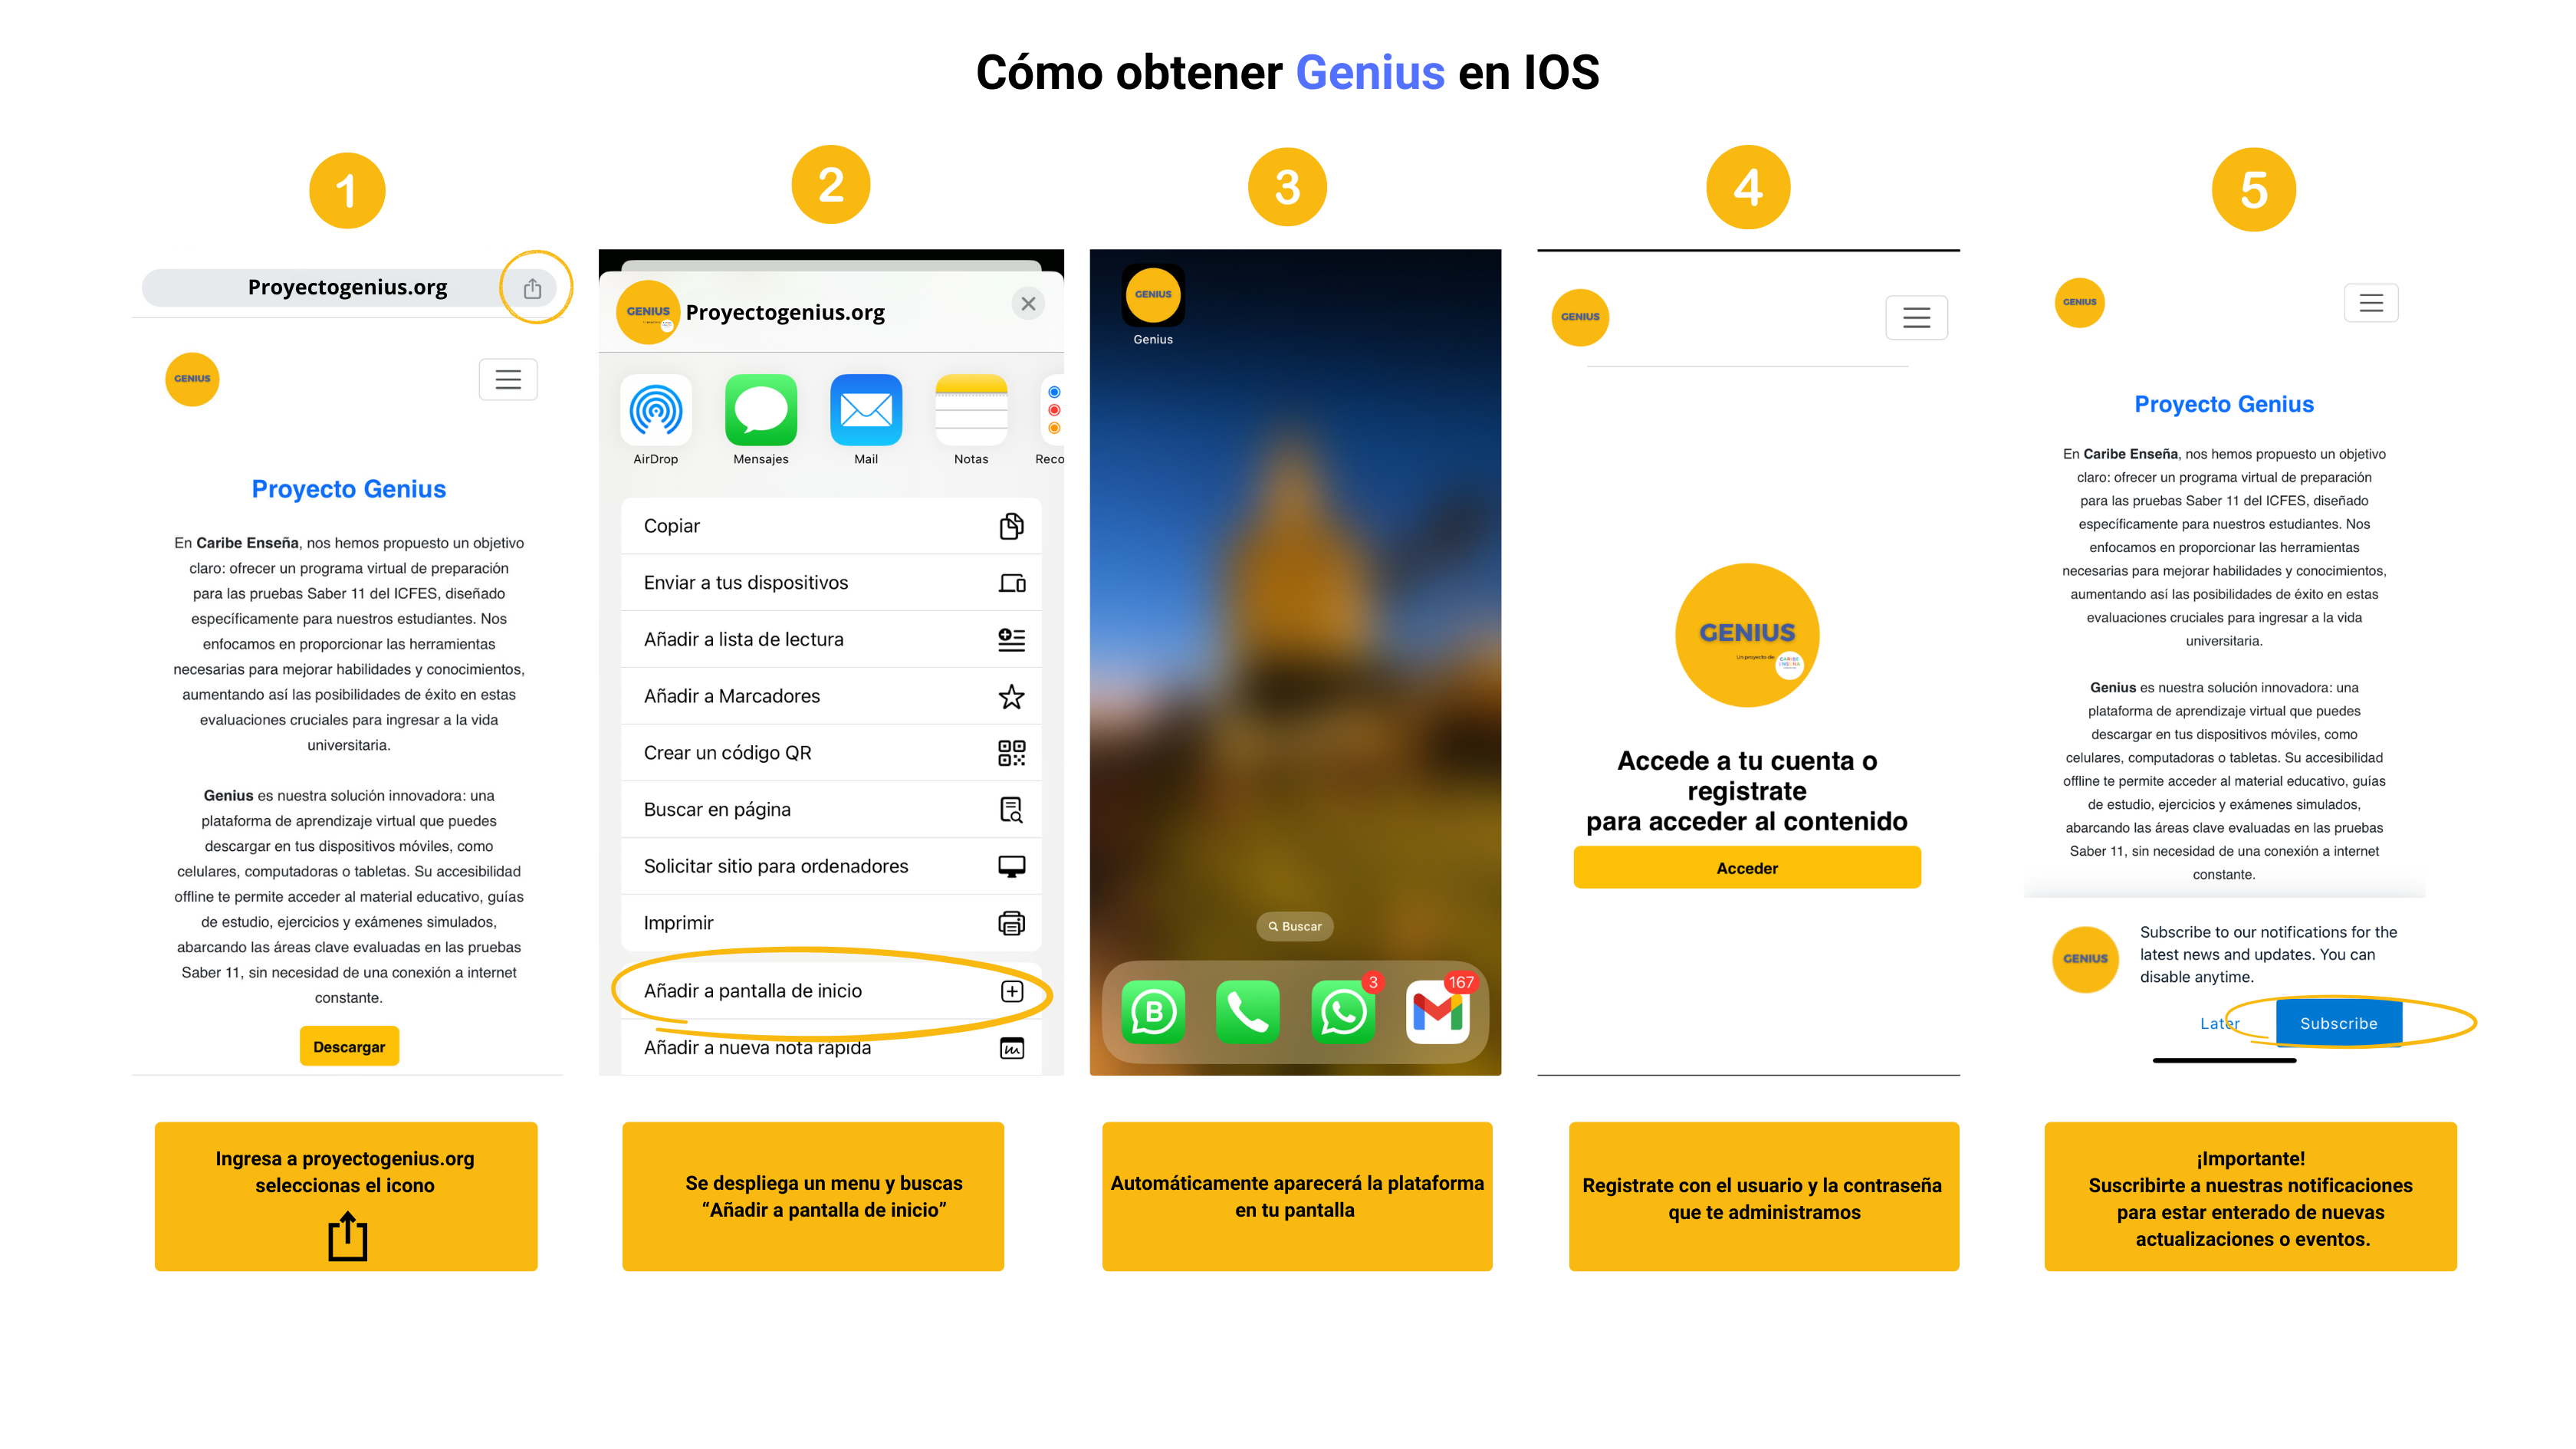 Cómo obtener Genius en IOS
1
Proyectogenius.org
GENIUS
Proyecto Genius
En Caribe Enseña, nos hemos propuesto un objetivo
claro: ofrecer un programa virtual de preparación
para las pruebas Saber 11 del ICFES, diseñado
específicamente para nuestros estudiantes. Nos
enfocamos en proporcionar las herramientas
necesarias para mejorar habilidades y conocimientos,
aumentando así las posibilidades de éxito en estas
evaluaciones cruciales para ingresar a la vida
universitaria.
Genius es nuestra solución innovadora: una
plataforma de aprendizaje virtual que puedes
descargar en tus dispositivos móviles, como
celulares, computadoras o tabletas. Su accesibilidad
offline te permite acceder al material educativo, guías
de estudio, ejercicios y exámenes simulados,
abarcando las áreas clave evaluadas en las pruebas
Saber 11, sin necesidad de una conexión a internet
constante.
Descargar
Ingresa a proyectogenius.org
seleccionas el icono
2
GENIUS
Proyectogenius.org
AirDrop
Mensajes
Mail
Notas
Reco
Copiar
Enviar a tus dispositivos
Añadir a lista de lectura
Añadir a Marcadores
Crear un código QR
Buscar en página
Solicitar sitio para ordenadores
Imprimir
Añadir a pantalla de inicio
Añadir a nueva nota rápida
Se despliega un menu y buscas
“Añadir a pantalla de inicio”
3
GENIUS
Genius
Buscar
B
3
167
Automáticamente aparecerá la plataforma
en tu pantalla
4
GENIUS
GENIUS
Un proyecto de:
CARIBE
ENSEÑA
Accede a tu cuenta o
registrate
para acceder al contenido
Acceder
Registrate con el usuario y la contraseña
que te administramos
5
GENIUS
Proyecto Genius
En Caribe Enseña, nos hemos propuesto un objetivo
claro: ofrecer un programa virtual de preparación
para las pruebas Saber 11 del ICFES, diseñado
específicamente para nuestros estudiantes. Nos
enfocamos en proporcionar las herramientas
necesarias para mejorar habilidades y conocimientos,
aumentando así las posibilidades de éxito en estas
evaluaciones cruciales para ingresar a la vida
universitaria.
Genius es nuestra solución innovadora: una
plataforma de aprendizaje virtual que puedes
descargar en tus dispositivos móviles, como
celulares, computadoras o tabletas. Su accesibilidad
offline te permite acceder al material educativo, guías
de estudio, ejercicios y exámenes simulados,
abarcando las áreas clave evaluadas en las pruebas
Saber 11, sin necesidad de una conexión a internet
constante.
GENIUS
Subscribe to our notifications for the
latest news and updates. You can
disable anytime.
Later
Subscribe
¡Importante!
Suscribirte a nuestras notificaciones
para estar enterado de nuevas
actualizaciones o eventos.